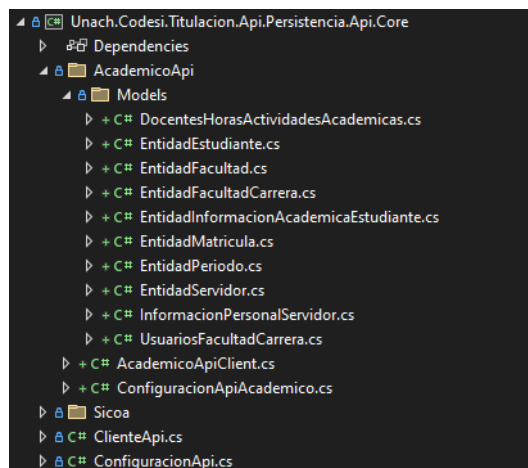 C# Unach.Codesi.Titulacion.Api.Persistencia.Api.Core
Dependencies
AcademicoApi
Models
+ C# DocentesHorasActividadesAcademicas.cs
+ C# EntidadEstudiante.cs
+ C# EntidadFacultad.cs
+ C# EntidadFacultadCarrera.cs
+ C# EntidadInformacionAcademicaEstudiante.cs
+ C# EntidadMatricula.cs
+ C# EntidadPeriodo.cs
+ C# EntidadServidor.cs
+ C# InformacionPersonalServidor.cs
+ C# UsuariosFacultadCarrera.cs
+ C# AcademicoApiClient.cs
+ C# ConfiguracionApiAcademico.cs
Sicoa
C# ClienteApi.cs
C# ConfiguracionApi.cs